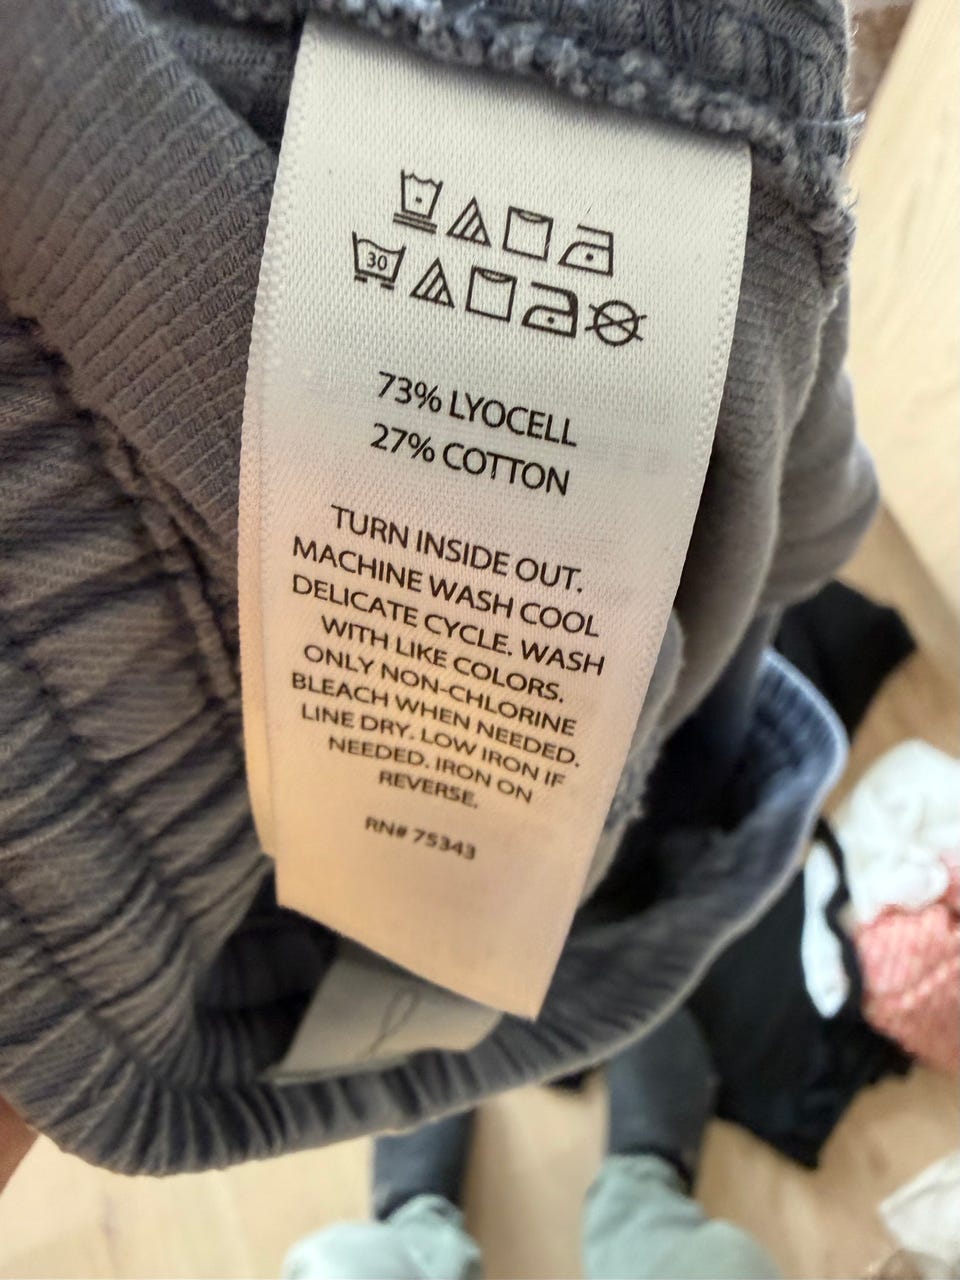 30
73% LYOCELL
27% COTTON
TURN INSIDE OUT.
MACHINE WASH COOL
DELICATE CYCLE. WASH
WITH LIKE COLORS.
ONLY NON-CHLORINE
BLEACH WHEN NEEDED.
LINE DRY. LOW IRON IF
NEEDED. IRON ON
REVERSE.
RN# 75343